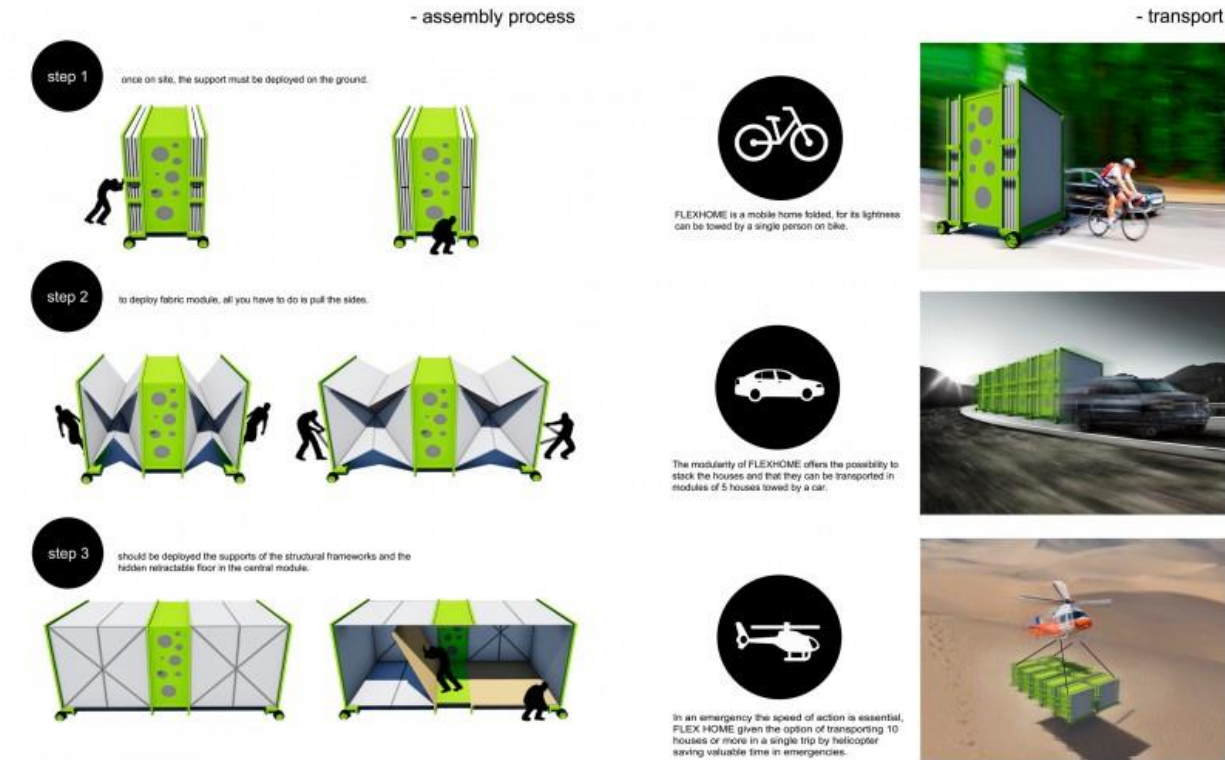 - assembly process
- transport
step 1
once on site, the support must be deployed on the ground.
step 2
to deploy fabric module, all you have to do is pull the sides.
step 3
should be deployed the supports of the structural frameworks and the
hidden retractable floor in the central module.
FLEXHOME is a mobile home folded, for its lightness
can be towed by a single person on bike.
The modularity of FLEXHOME offers the possibility to
stack the houses and that they can be transported in
modules of 5 houses towed by a car.
In an emergency the speed of action is essential,
FLEX HOME given the option of transporting 10
houses or more in a single trip by helicopter
saving valuable time in emergencies.